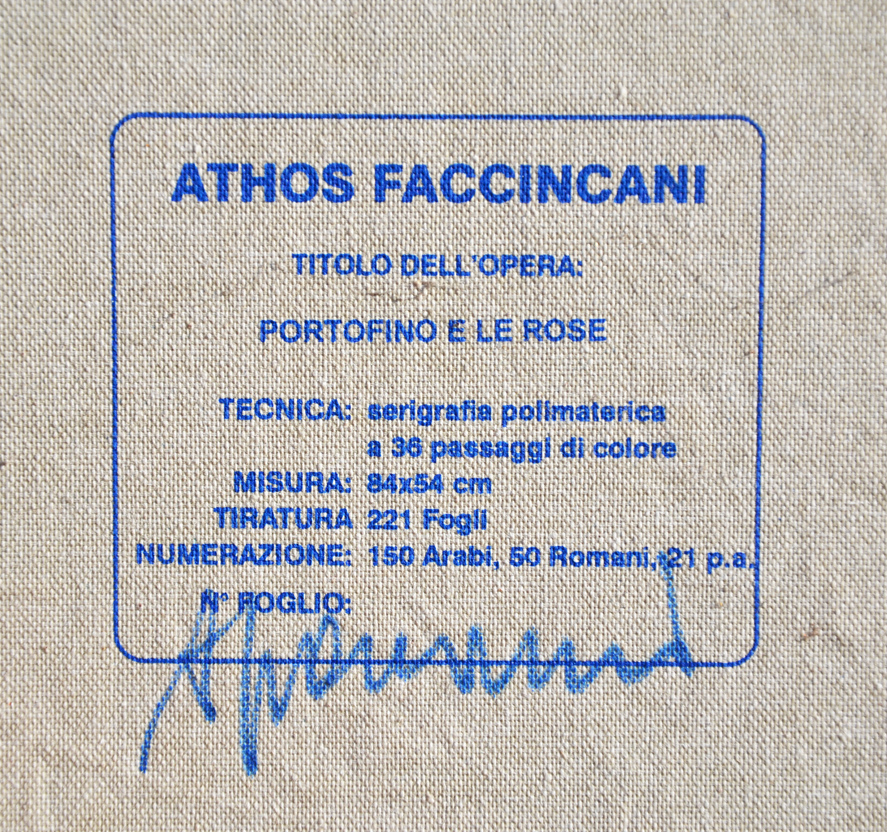 ATHOS FACCINCANI
TITOLO DELL'OPERA:
PORTOFINO E LE ROSE
TECNICA: serigrafia polimaterica
a 36 passaggi di colore
MISURA: 84x54 cm
TIRATURA 221 Fogli
NUMERAZIONE: 150 Arabi, 50 Romani, 21 p.a.
N° FOGLIO: